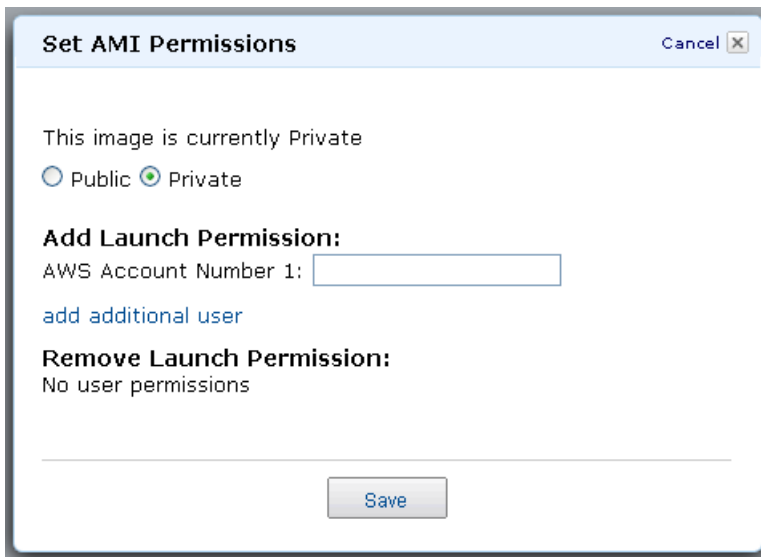 Set AMI Permissions
Cancel
This image is currently Private
Public Private
Add Launch Permission:
AWS Account Number 1:
add additional user
Remove Launch Permission:
No user permissions
Save